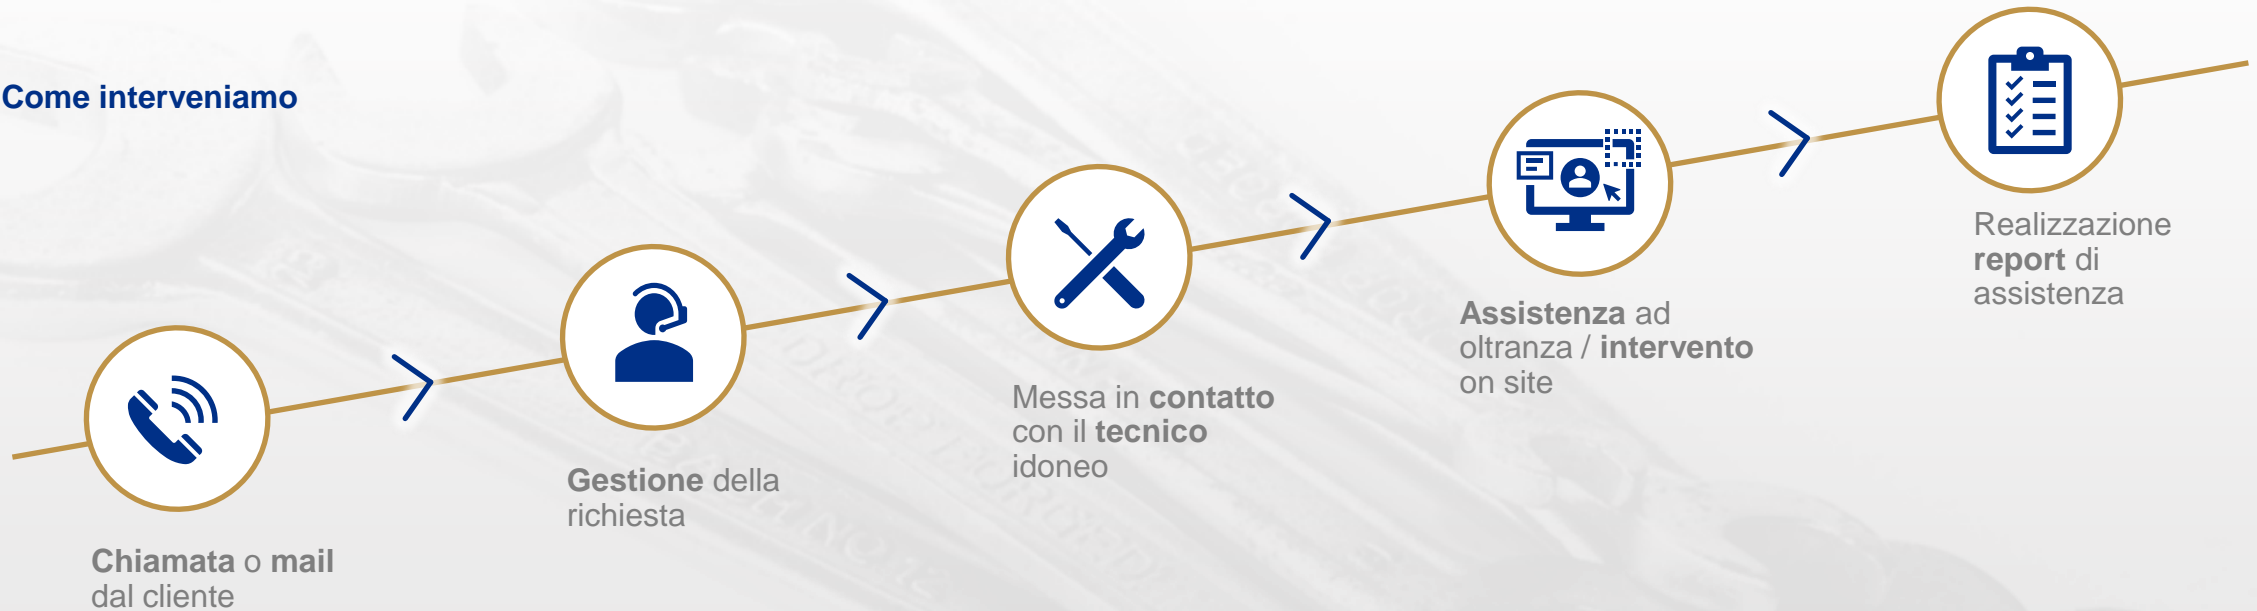 Come interveniamo
Chiamata o mail
dal cliente
Gestione della
richiesta
Messa in contatto
con il tecnico
idoneo
Assistenza ad
oltranza / intervento
on site
Realizzazione
report di
assistenza